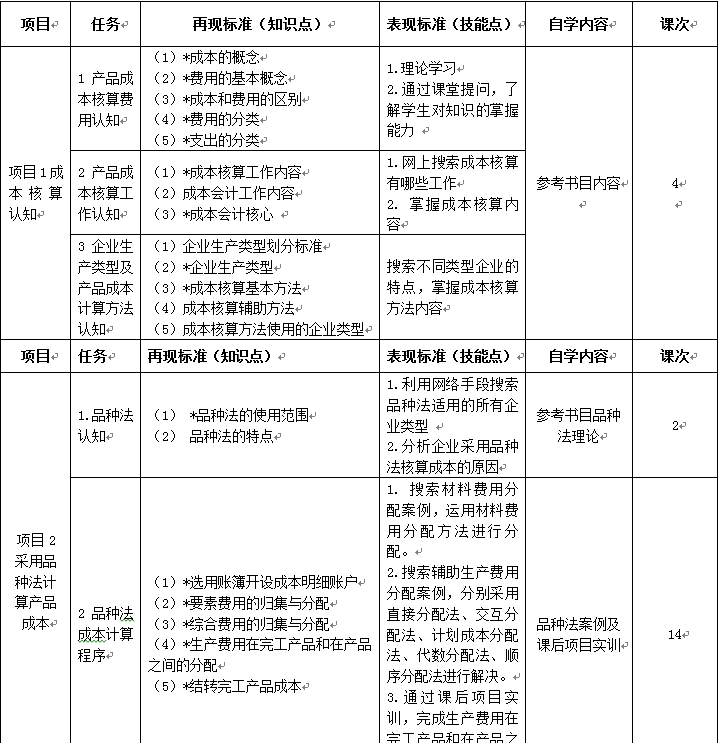 项目 任务 再现标准（知识点） 表现标准（技能点） 自学内容 课次
项目1成
本核算
认知
1 产品成
本核算费
用认知
（1）*成本的概念
（2）*费用的基本概念
（3）*成本和费用的区别
（4）*费用的分类
（5）*支出的分类
1.理论学习
2.通过课堂提问，了
解学生对知识的掌握
能力
参考书目内容
4
2 产品成
本核算工
作认知
（1）*成本核算工作内容
（2）成本会计工作内容
（3）*成本会计核心
1.网上搜索成本核算
有哪些工作
2. 掌握成本核算内
容
3 企业生
产类型及
产品成本
计算方法
认知
（1）企业生产类型划分标准
（2）*企业生产类型
（3）*成本核算基本方法
（4）成本核算辅助方法
（5）成本核算方法使用的企业类型
搜索不同类型企业的
特点，掌握成本核算
方法内容
项目 任务 再现标准（知识点） 表现标准（技能点） 自学内容 课次
项目2
采用品
种法计
算产品
成本
1.品种法
认知
（1） *品种法的使用范围
（2） 品种法的特点
1.利用网络手段搜索
品种法适用的所有企
业类型
2.分析企业采用品种
法核算成本的原因
参考书目品种
法理论
2
2 品种法
成本计算
程序
（1）*选用账簿开设成本明细账户
（2）*要素费用的归集与分配
（3）*综合费用的归集与分配
（4）*生产费用在完工产品和在产品
之间的分配
（5）*结转完工产品成本
1. 搜索材料费用分
配案例，运用材料费
用分配方法进行分
配。
2.搜索辅助生产费用
分配案例，分别采用
直接分配法、交互分
配法、计划成本分配
法、代数分配法、顺
序分配法进行解决。
3.通过课后项目实
训，完成生产费用在
完工产品和在产品之
品种法案例及
课后项目实训
14